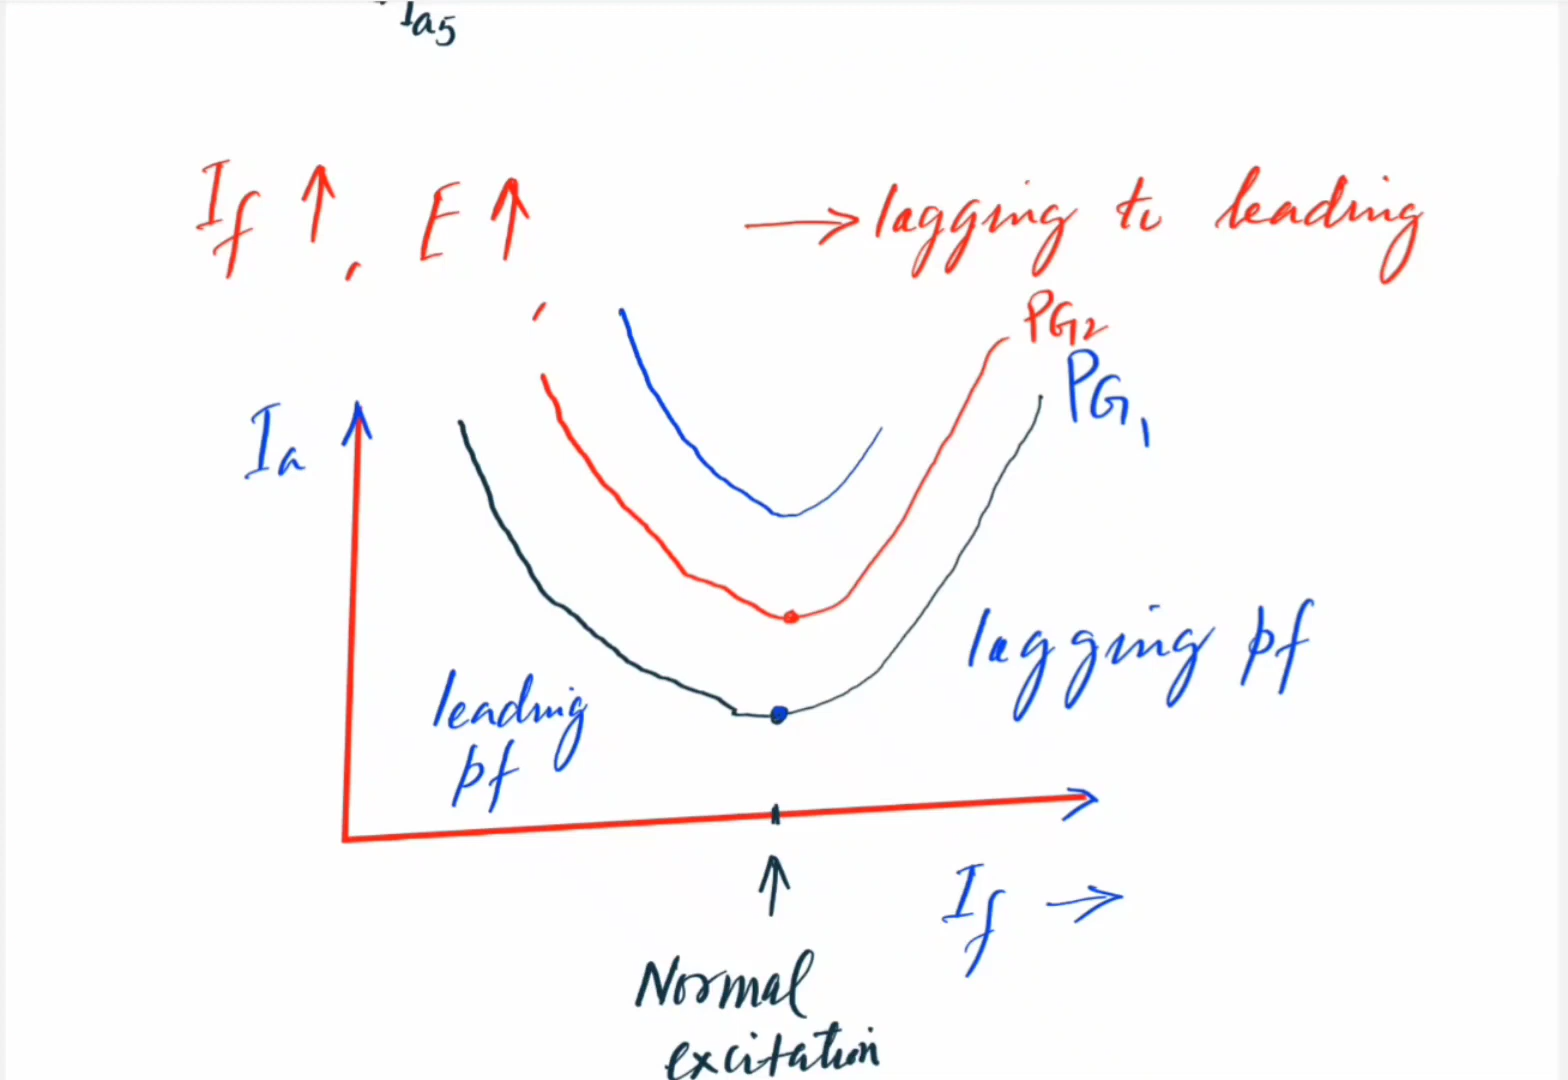 Ia5
If ↑, E ↑ → lagging to leading
PG2
PG1
Ia
lagging pf
leading
pf
If →
Normal
excitation